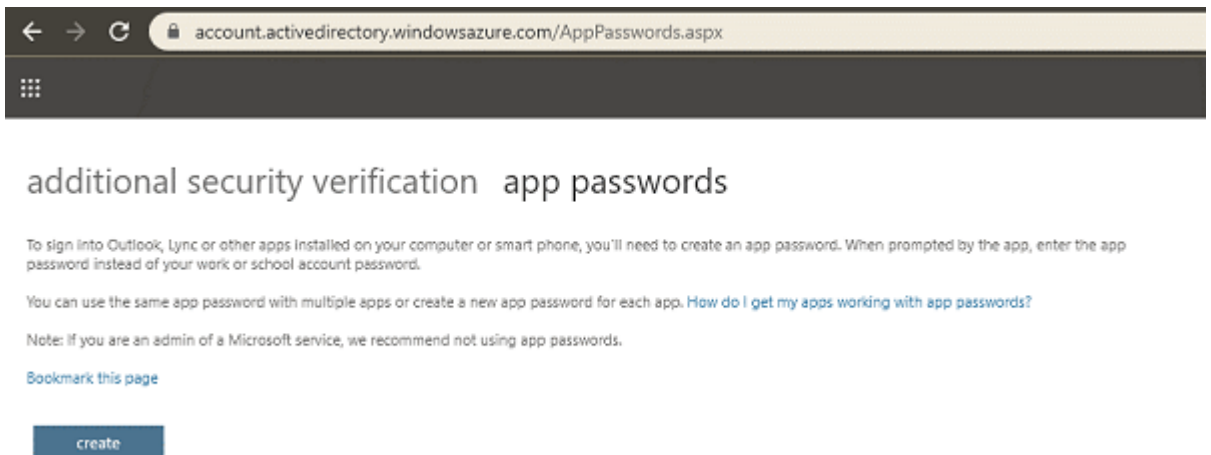 account.activedirectory.windowsazure.com/AppPasswords.aspx
additional security verification app passwords
To sign into Outlook, Lync or other apps installed on your computer or smart phone, you'll need to create an app password. When prompted by the app, enter the app
password instead of your work or school account password.
You can use the same app password with multiple apps or create a new app password for each app. How do I get my apps working with app passwords?
Note: If you are an admin of a Microsoft service, we recommend not using app passwords.
Bookmark this page
create